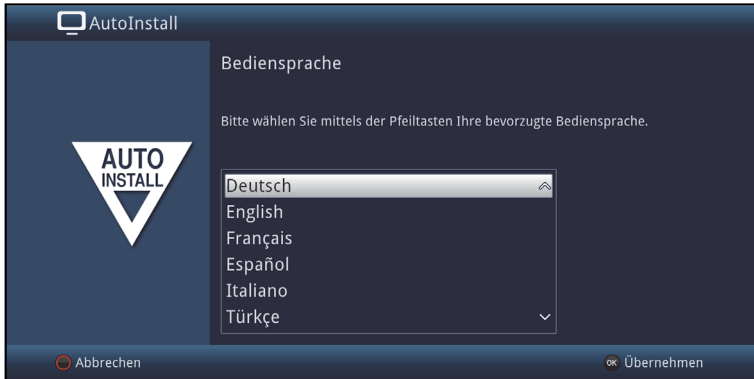 AutoInstall
Bediensprache
Bitte wählen Sie mittels der Pfeiltasten Ihre bevorzugte Bediensprache.
AUTO
INSTALL
Deutsch
English
Français
Español
Italiano
Türkçe
Abbrechen
OK Übernehmen